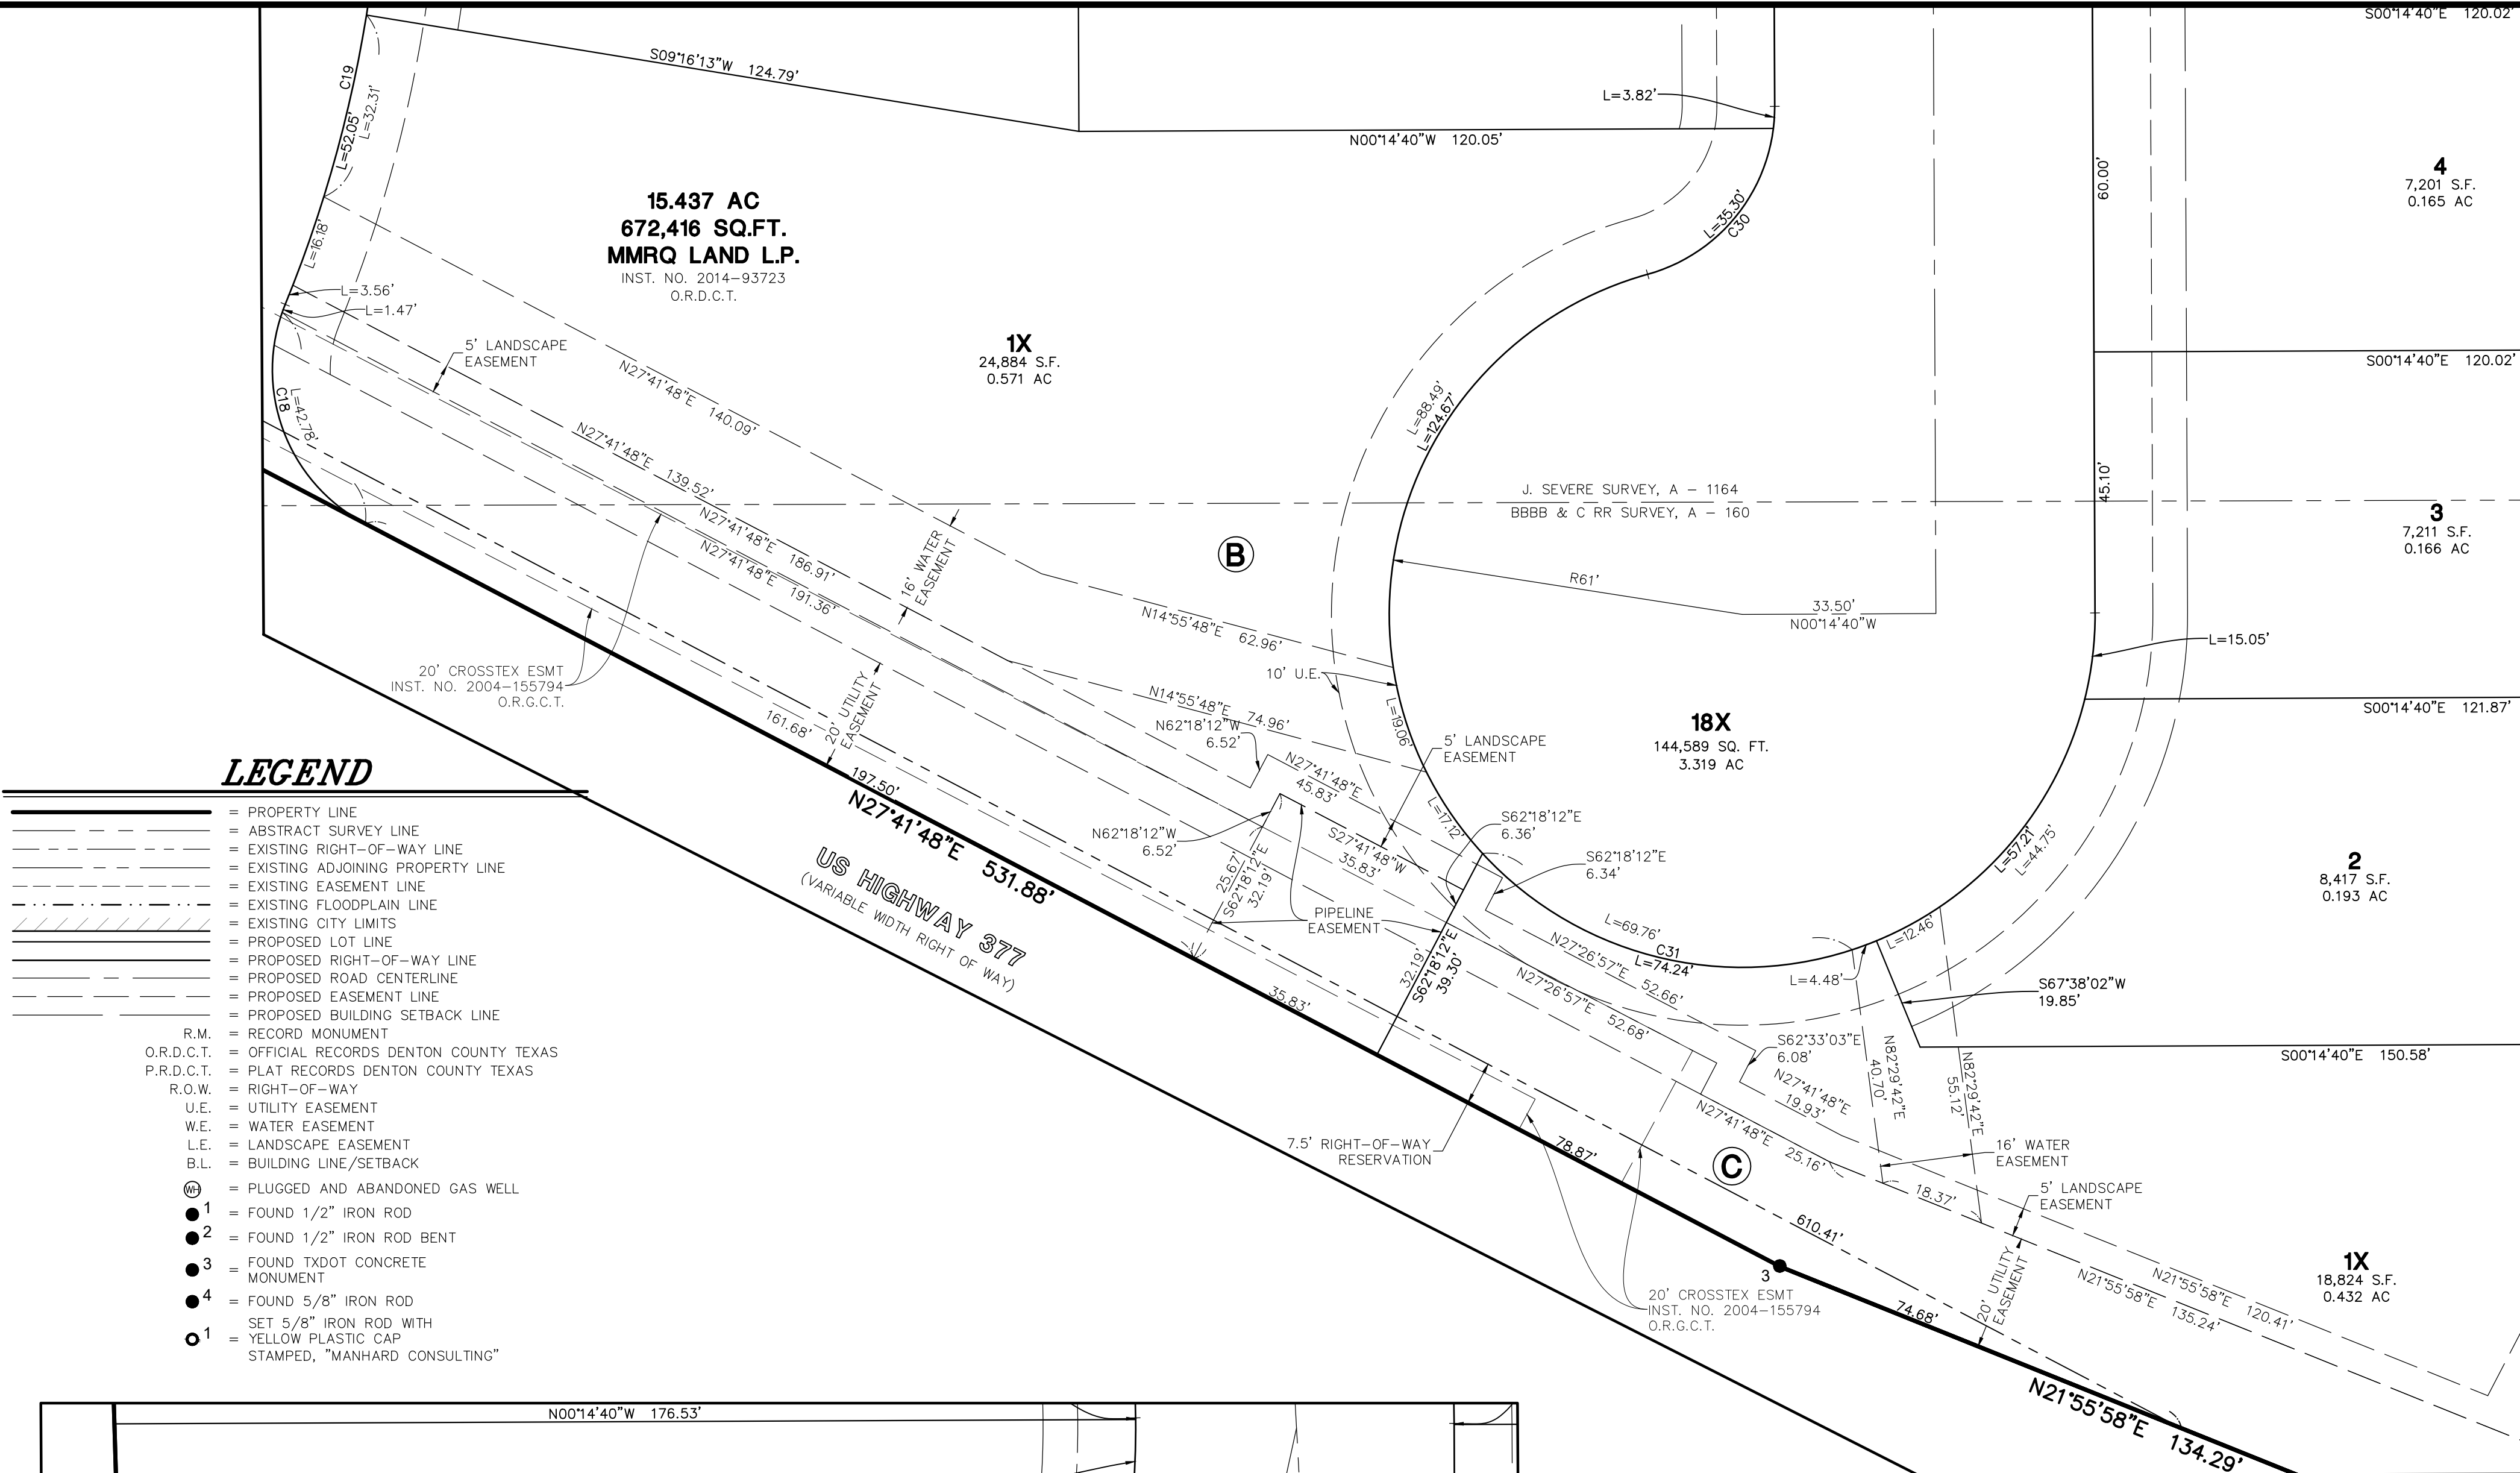 S00°14'40"E 120.02'
S09°16'13"W 124.79'
C19
L=32.31'
L=52.05'
L=16.18'
L=3.56'
L=1.47'
L=3.82'
N00°14'40"W 120.05'
L=35.30'
C30
60.00'
4
7,201 S.F.
0.165 AC
15.437 AC
672,416 SQ.FT.
MMRQ LAND L.P.
INST. NO. 2014-93723
O.R.D.C.T.
1X
24,884 S.F.
0.571 AC
5' LANDSCAPE
EASEMENT
N27°41'48"E 140.09'
C18
L=42.78'
N27°41'48"E 139.52'
N27°41'48"E 186.91'
N27°41'48"E 191.36'
16' WATER
EASEMENT
L=88.49'
L=124.67'
S00°14'40"E 120.02'
45.10'
J. SEVERE SURVEY, A - 1164
BBBB & C RR SURVEY, A - 160
3
7,211 S.F.
0.166 AC
B
R61'
33.50'
N00°14'40"W
L=15.05'
N14°55'48"E 62.96'
10' U.E.
N14°55'48"E 74.96'
N62°18'12"W
6.52'
L=19.06'
5' LANDSCAPE
EASEMENT
18X
144,589 SQ. FT.
3.319 AC
S00°14'40"E 121.87'
20' CROSSTEX ESMT
INST. NO. 2004-155794
O.R.G.C.T.
161.68'
20' UTILITY
EASEMENT
197.50'
N27°41'48"E 531.88'
US HIGHWAY 377
(VARIABLE WIDTH RIGHT OF WAY)
N27°41'48"E
45.83'
L=17.12'
N62°18'12"W
6.52'
S27°41'48"W
35.83'
S62°18'12"E
6.36'
S62°18'12"E
6.34'
25.67'
S62°18'12"E
32.19'
PIPELINE
EASEMENT
32.19'
S62°18'12"E
39.30'
35.83'
L=69.76'
C31
L=74.24'
L=57.21'
L=44.75'
L=12.46'
L=4.48'
2
8,417 S.F.
0.193 AC
S67°38'02"W
19.85'
N27°26'57"E 52.66'
N27°26'57"E 52.68'
S62°33'03"E
6.08'
N27°41'48"E
19.93'
N82°29'42"E
40.70'
N82°29'42"E
55.12'
S00°14'40"E 150.58'
7.5' RIGHT-OF-WAY
RESERVATION
78.87'
N27°41'48"E 25.16'
C
16' WATER
EASEMENT
18.37'
5' LANDSCAPE
EASEMENT
610.41'
3
20' CROSSTEX ESMT
INST. NO. 2004-155794
O.R.G.C.T.
74.68'
20' UTILITY
EASEMENT
N21°55'58"E 120.41'
N21°55'58"E 135.24'
1X
18,824 S.F.
0.432 AC
N21°55'58"E 134.29'
LEGEND
= PROPERTY LINE
= ABSTRACT SURVEY LINE
= EXISTING RIGHT-OF-WAY LINE
= EXISTING ADJOINING PROPERTY LINE
= EXISTING EASEMENT LINE
= EXISTING FLOODPLAIN LINE
= EXISTING CITY LIMITS
= PROPOSED LOT LINE
= PROPOSED RIGHT-OF-WAY LINE
= PROPOSED ROAD CENTERLINE
= PROPOSED EASEMENT LINE
= PROPOSED BUILDING SETBACK LINE
R.M. = RECORD MONUMENT
O.R.D.C.T. = OFFICIAL RECORDS DENTON COUNTY TEXAS
P.R.D.C.T. = PLAT RECORDS DENTON COUNTY TEXAS
R.O.W. = RIGHT-OF-WAY
U.E. = UTILITY EASEMENT
W.E. = WATER EASEMENT
L.E. = LANDSCAPE EASEMENT
B.L. = BUILDING LINE/SETBACK
WH = PLUGGED AND ABANDONED GAS WELL
1 = FOUND 1/2" IRON ROD
2 = FOUND 1/2" IRON ROD BENT
3 = FOUND TXDOT CONCRETE
MONUMENT
4 = FOUND 5/8" IRON ROD
SET 5/8" IRON ROD WITH
1 = YELLOW PLASTIC CAP
STAMPED, "MANHARD CONSULTING"
N00°14'40"W 176.53'